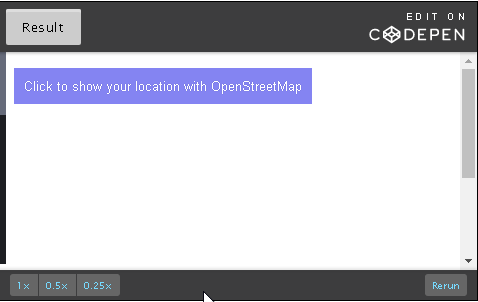 Result
EDIT ON
CODEPEN
Click to show your location with OpenStreetMap
1x
0.5x
0.25x
Rerun